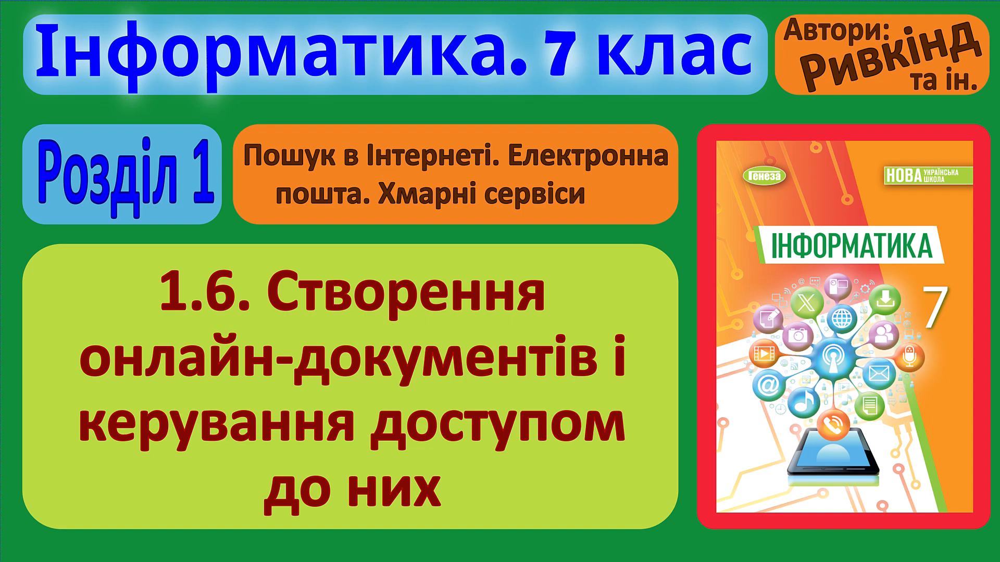 Інформатика. 7 клас
Автори:
Ривкінд
та ін.
Розділ 1
Пошук в Інтернеті. Електронна
пошта. Хмарні сервіси
1.6. Створення
онлайн-документів і
керування доступом
до них
Генеза
НОВА УКРАЇНСЬКА
ШКОЛА
ІНФОРМАТИКА
7